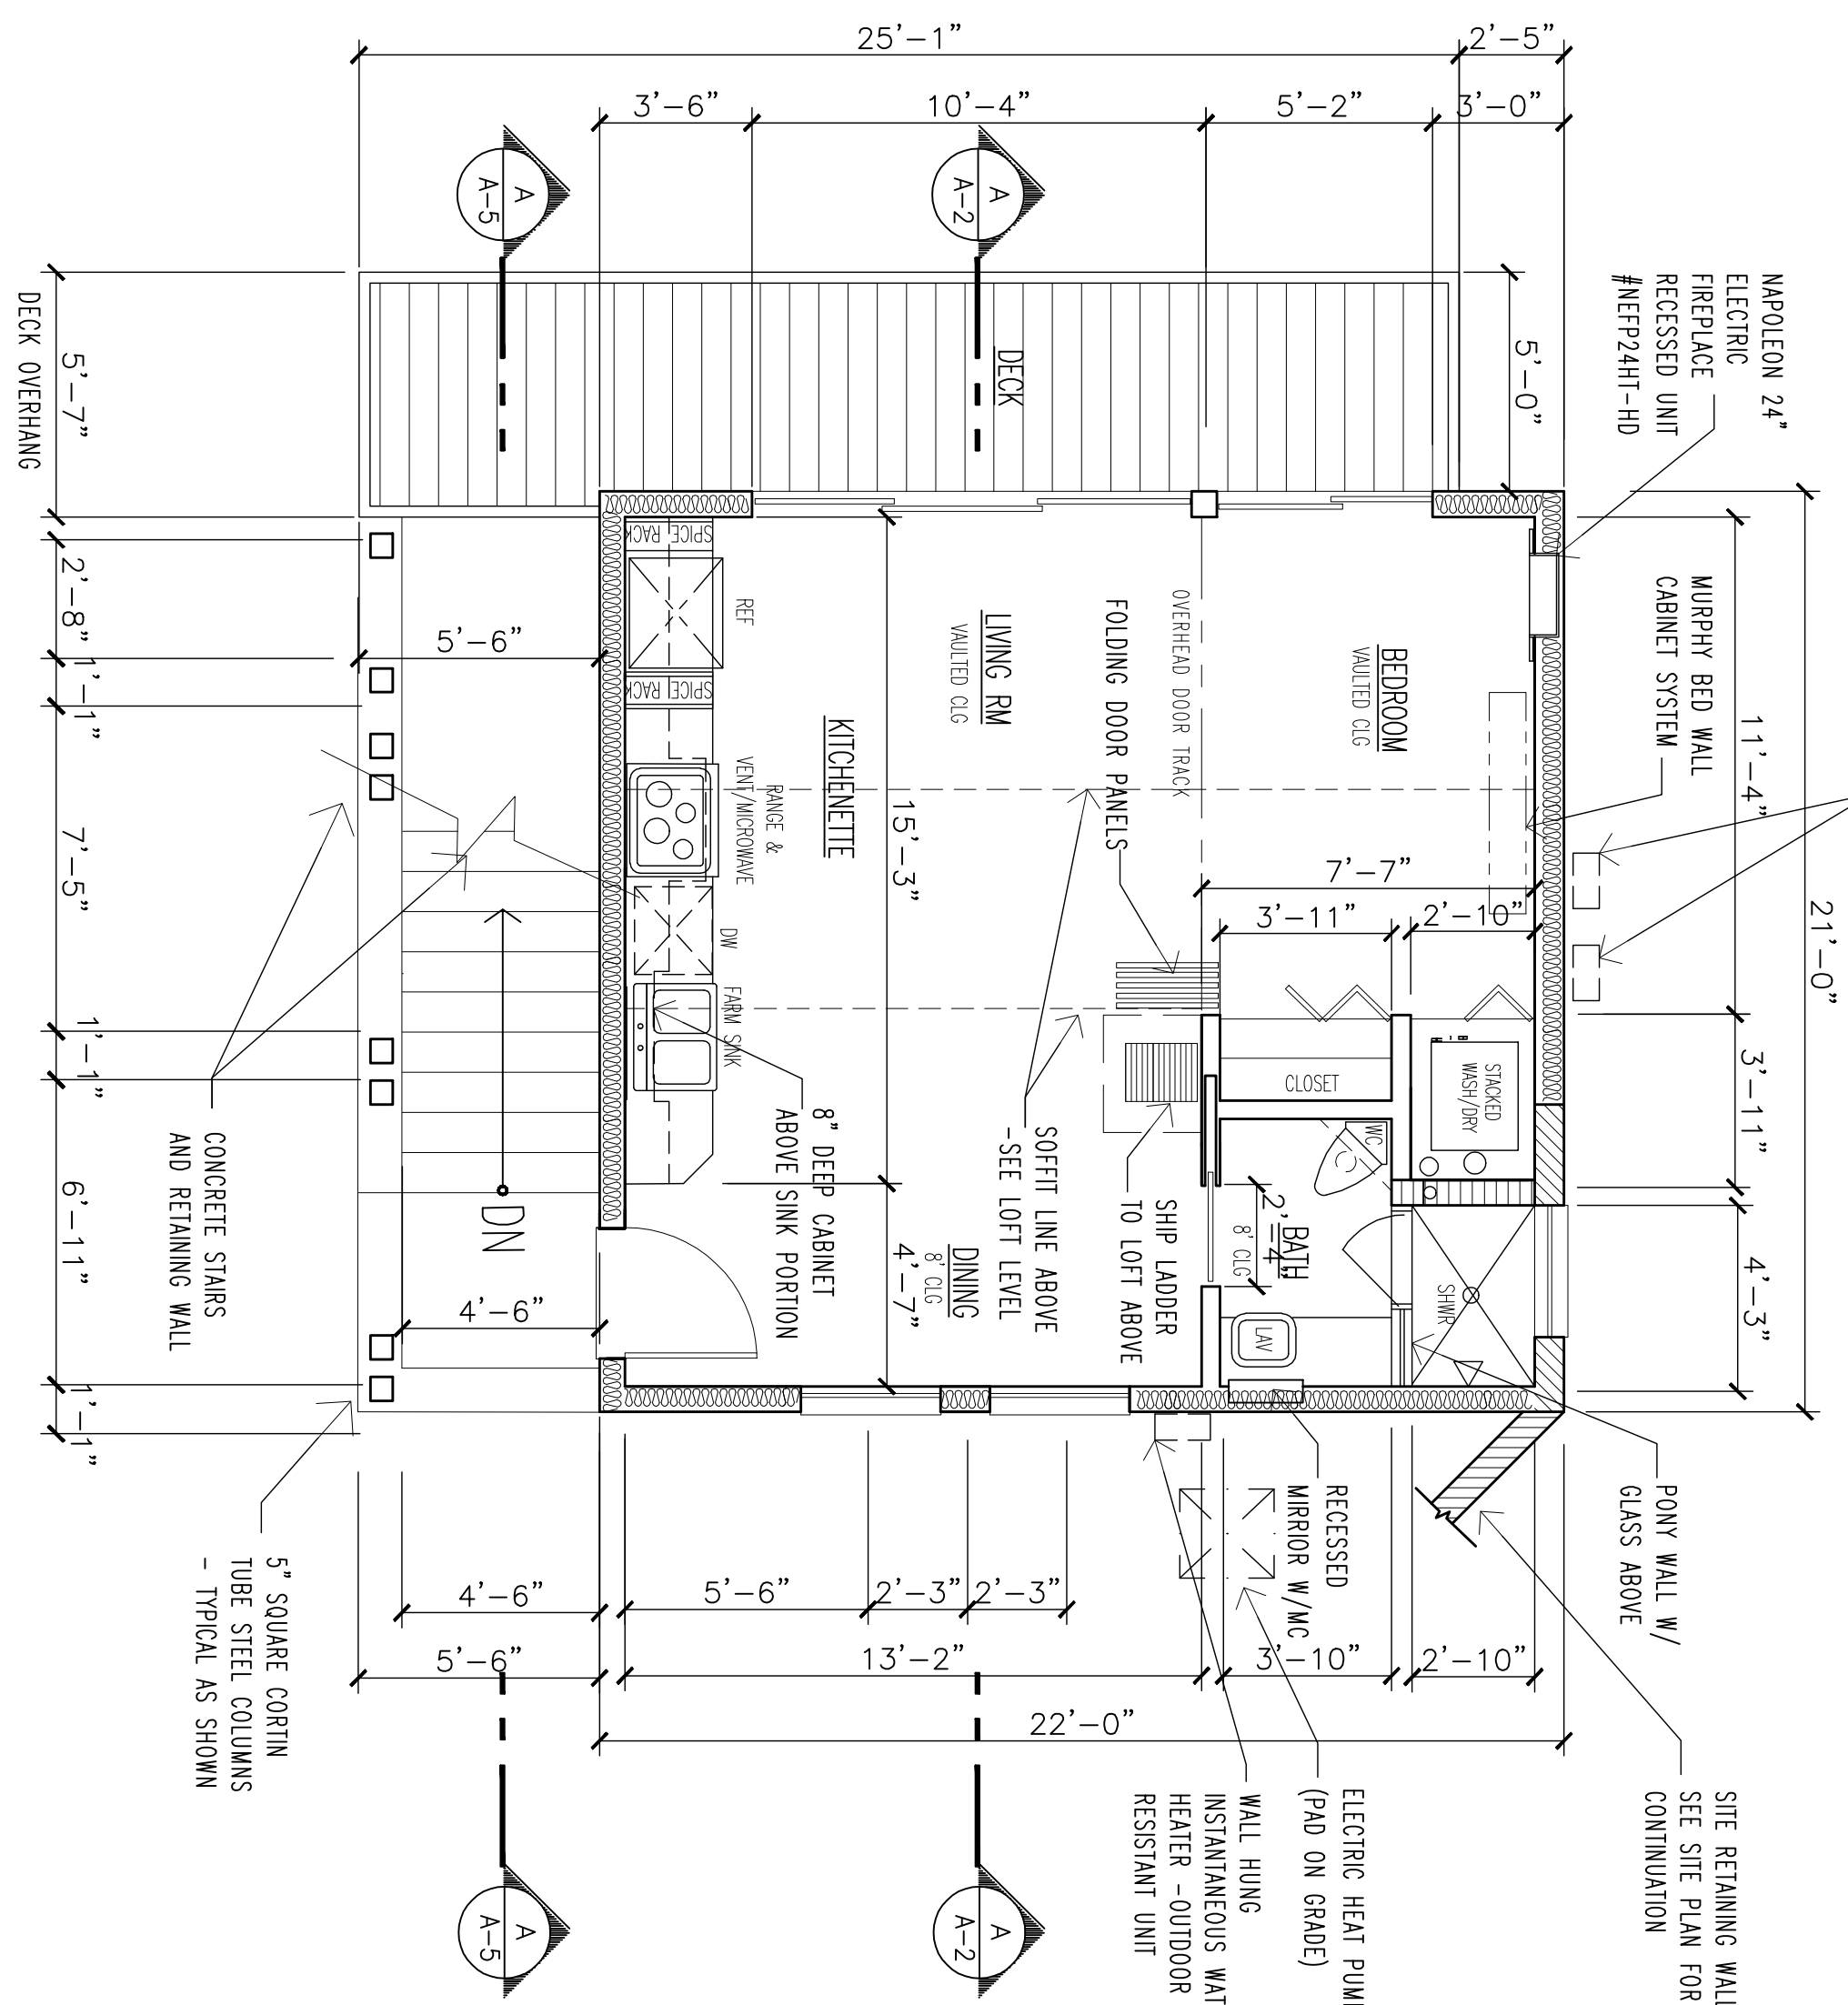 25'-1"
2'-5"
3'-6"
10'-4"
5'-2"
3'-0"
A
A-5
A
A-2
NAPOLEON 24"
ELECTRIC
FIREPLACE
RECESSED UNIT
#NEFP24HT-HD
5'-0"
DECK
5'-7"
DECK OVERHANG
MURPHY BED WALL
CABINET SYSTEM
11'-4"
21'-0"
3'-11"
4'-3"
2'-8"
1'-1"
7'-5"
1'-1"
6'-11"
1'-1"
5'-6"
SPICE RACK
REF
SPICE RACK
LIVING RM
VAULTED CLG
OVERHEAD DOOR TRACK
FOLDING DOOR PANELS
BEDROOM
VAULTED CLG
KITCHENETTE
RANGE &
VENT/MICROWAVE
15'-3"
7'-7"
3'-11"
2'-10"
DW
FARM SINK
CLOSET
STACKED
WASH/DRY
WC
8" DEEP CABINET
ABOVE SINK PORTION
SOFFIT LINE ABOVE
-SEE LOFT LEVEL
SHIP LADDER
TO LOFT ABOVE
2'-4"
BATH
8' CLG
SHWR
LAV
DINING
8' CLG
4'-7"
DN
4'-6"
CONCRETE STAIRS
AND RETAINING WALL
RECESSED
MIRRIOR W/MC
PONY WALL W/
GLASS ABOVE
5" SQUARE CORTIN
TUBE STEEL COLUMNS
- TYPICAL AS SHOWN
4'-6"
5'-6"
2'-3"
2'-3"
5'-6"
13'-2"
3'-10"
2'-10"
22'-0"
SITE RETAINING WALL
SEE SITE PLAN FOR
CONTINUATION
ELECTRIC HEAT PUM
(PAD ON GRADE)
WALL HUNG
INSTANTANEOUS WAT
HEATER -OUTDOOR
RESISTANT UNIT
A
A-5
A
A-2